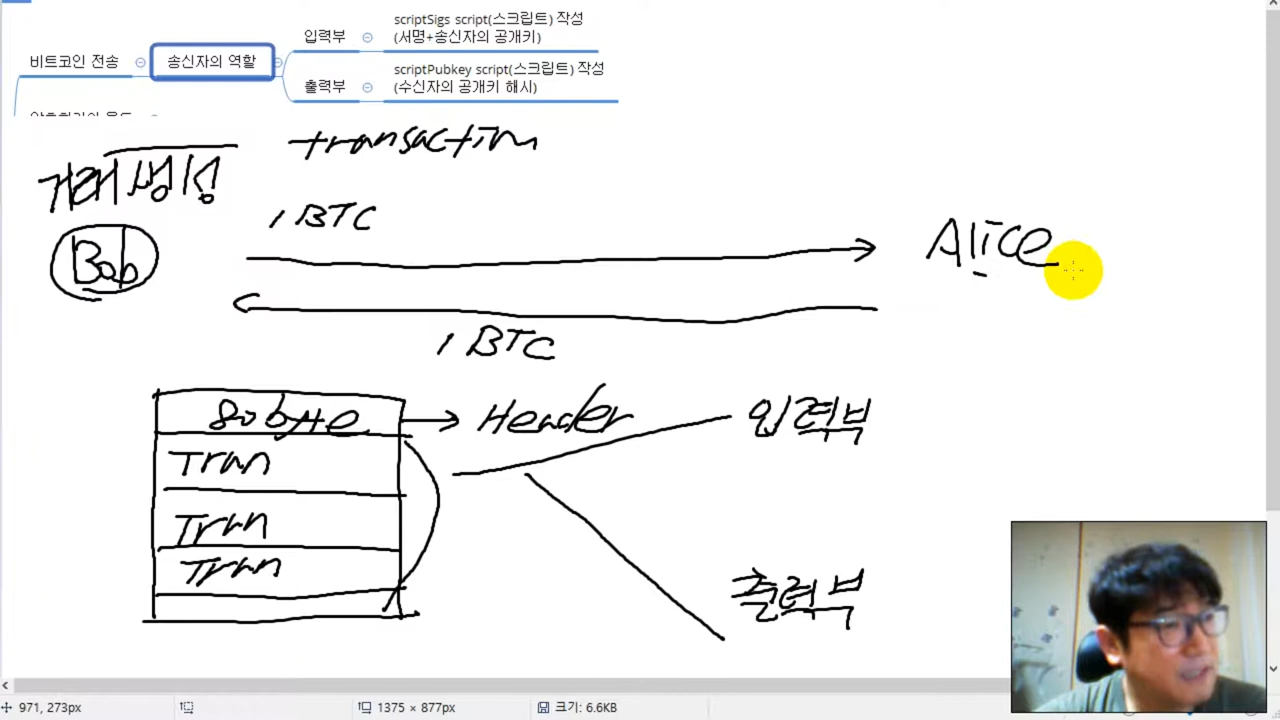 비트코인 전송
송신자의 역할
입력부
scriptSigs script(스크립트) 작성
(서명+송신자의 공개키)
출력부
scriptPubkey script(스크립트) 작성
(수신자의 공개키 해시)
transaction
거래생성
1 BTC
Bob
Alice
1 BTC
80 byte
Header
입력부
Tran
Tran
Tran
출력부
971, 273px
1375 × 877px
크기: 6.6KB